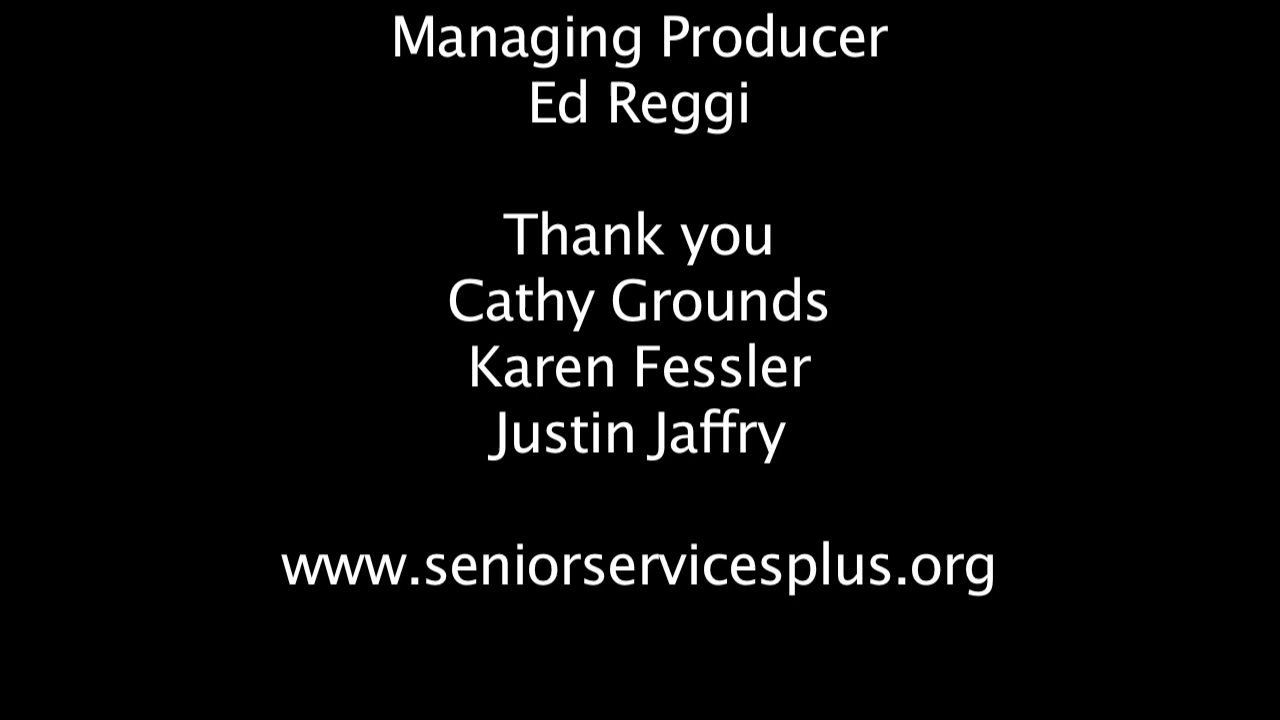 Managing Producer
Ed Reggi
Thank you
Cathy Grounds
Karen Fessler
Justin Jaffry
www.seniorservicesplus.org